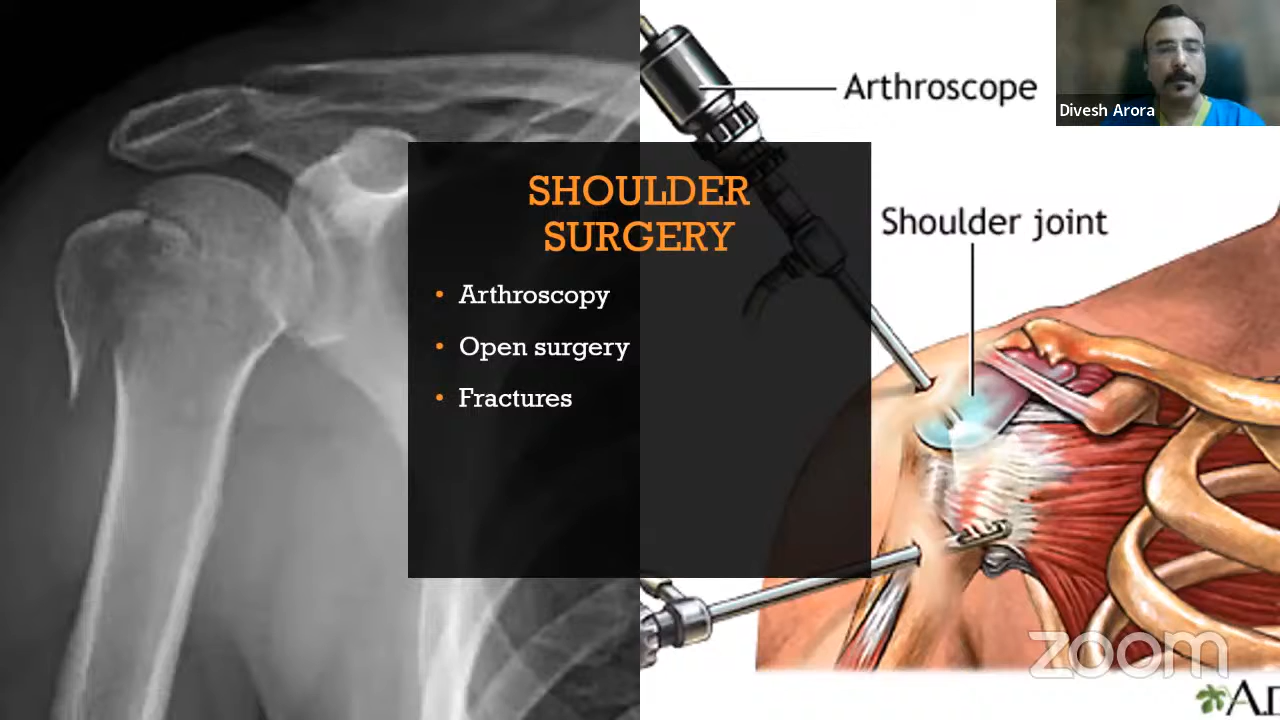 Arthroscope
Divesh Arora
SHOULDER
SURGERY
Shoulder joint
• Arthroscopy
• Open surgery
• Fractures
zoom
A.D